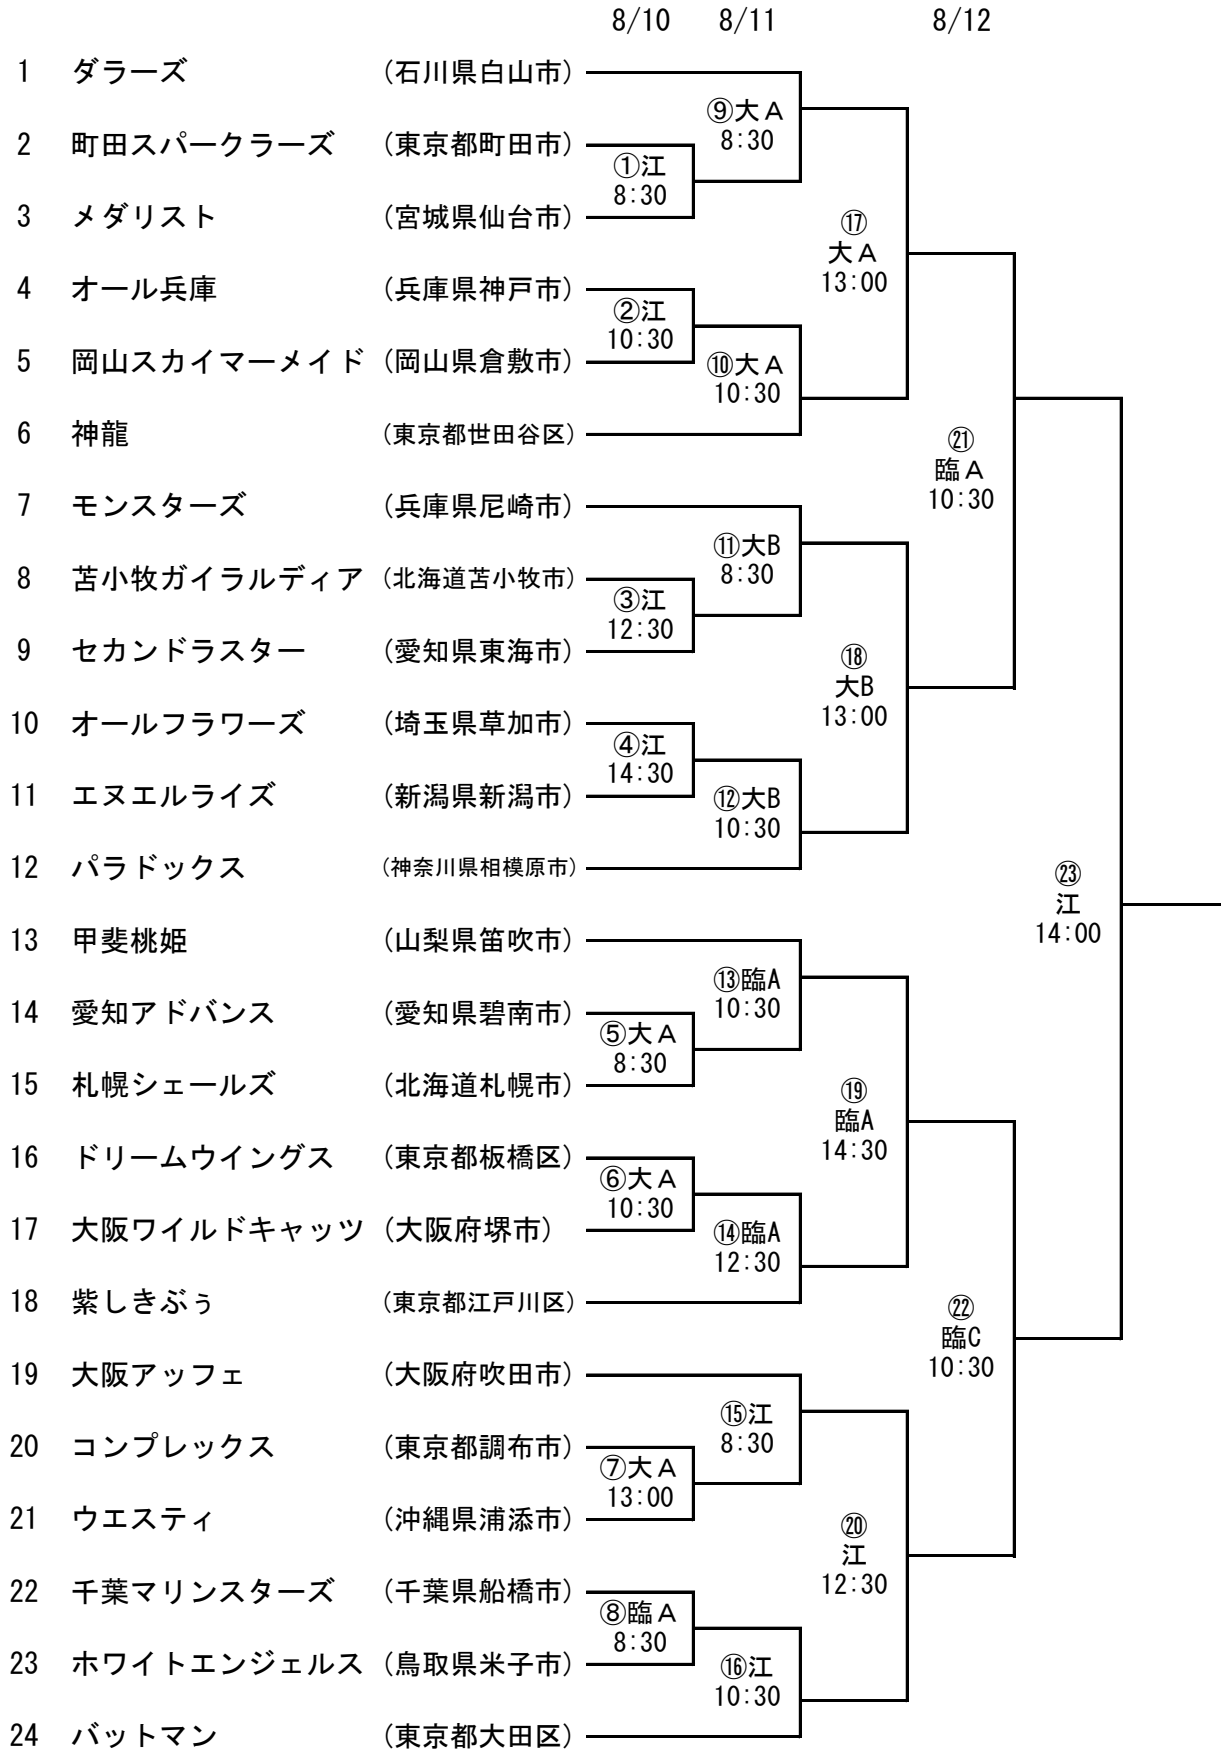 8/10 8/11 8/12
1 ダラーズ (石川県白山市)
⑨大A
8:30
2 町田スパークラーズ (東京都町田市)
①江
8:30
3 メダリスト (宮城県仙台市)
⑰
大A
13:00
4 オール兵庫 (兵庫県神戸市)
②江
10:30
5 岡山スカイマーメイド (岡山県倉敷市)
⑩大A
10:30
6 神龍 (東京都世田谷区)
㉑
臨A
10:30
7 モンスターズ (兵庫県尼崎市)
⑪大B
8:30
8 苫小牧ガイラルディア (北海道苫小牧市)
③江
12:30
9 セカンドラスター (愛知県東海市)
⑱
大B
13:00
10 オールフラワーズ (埼玉県草加市)
④江
14:30
11 エヌエルライズ (新潟県新潟市)
⑫大B
10:30
12 パラドックス (神奈川県相模原市)
㉓
江
14:00
13 甲斐桃姫 (山梨県笛吹市)
⑬臨A
10:30
14 愛知アドバンス (愛知県碧南市)
⑤大A
8:30
15 札幌シェールズ (北海道札幌市)
⑲
臨A
14:30
16 ドリームウイングス (東京都板橋区)
⑥大A
10:30
17 大阪ワイルドキャッツ (大阪府堺市)
⑭臨A
12:30
18 紫しきぶぅ (東京都江戸川区)
㉒
臨C
10:30
19 大阪アッフェ (大阪府吹田市)
⑮江
8:30
20 コンプレックス (東京都調布市)
⑦大A
13:00
21 ウエスティ (沖縄県浦添市)
⑳
江
12:30
22 千葉マリンスターズ (千葉県船橋市)
⑧臨A
8:30
23 ホワイトエンジェルス (鳥取県米子市)
⑯江
10:30
24 バットマン (東京都大田区)